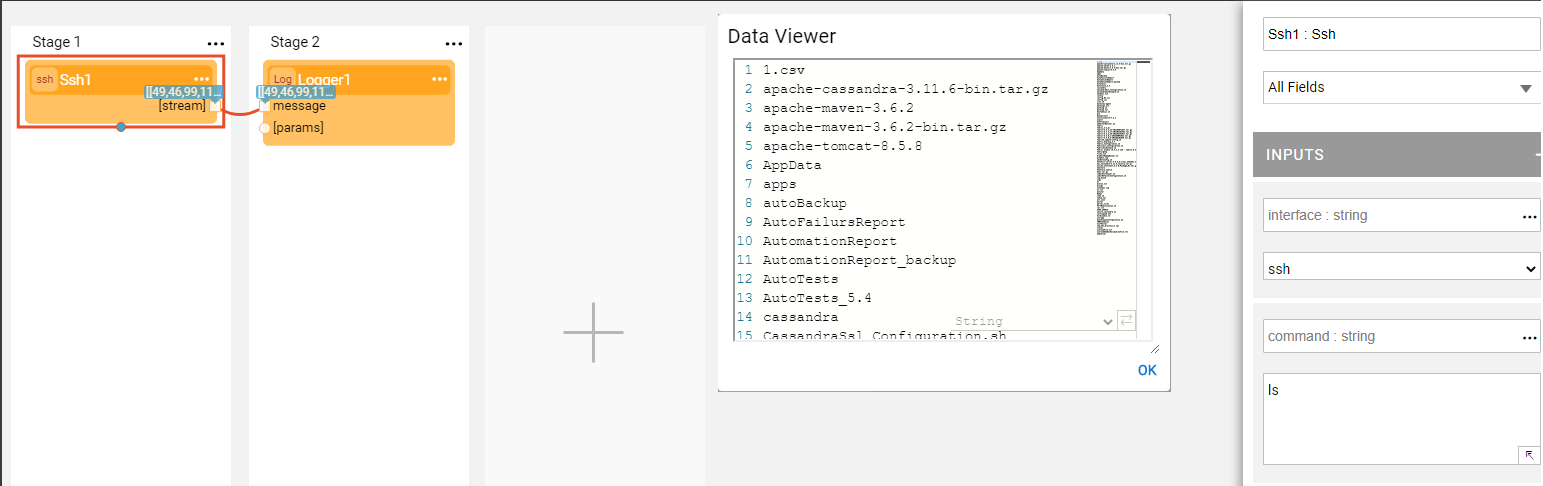 Stage 1
...
Stage 2
...
ssh Ssh1 ...
[[49,46,99,11...
[stream]
Log Logger1 ...
[[49,46,99,11...
message
[params]
Data Viewer
1 1.csv
2 apache-cassandra-3.11.6-bin.tar.gz
3 apache-maven-3.6.2
4 apache-maven-3.6.2-bin.tar.gz
5 apache-tomcat-8.5.8
6 AppData
7 apps
8 autoBackup
9 AutoFailursReport
10 AutomationReport
11 AutomationReport_backup
12 AutoTests
13 AutoTests_5.4
14 cassandra
String
15 CassandraSsl_Configuration.sh
OK
Ssh1 : Ssh
All Fields
INPUTS
interface : string ...
ssh
command : string ...
ls